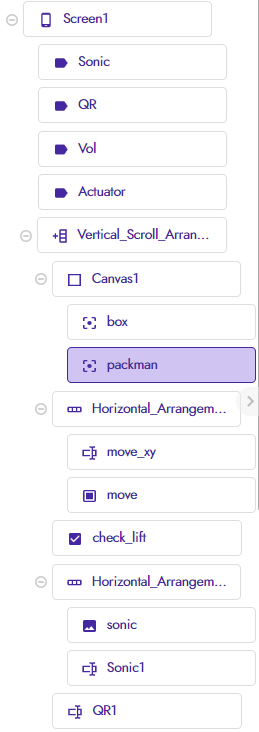 Screen1
Sonic
QR
Vol
Actuator
Vertical_Scroll_Arran...
Canvas1
box
packman
Horizontal_Arrangem...
move_xy
move
check_lift
Horizontal_Arrangem...
sonic
Sonic1
QR1